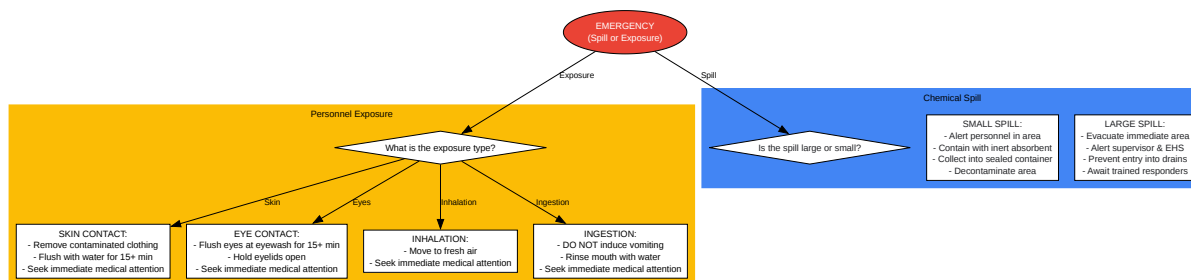 EMERGENCY
(Spill or Exposure)
Exposure
Spill
Personnel Exposure
What is the exposure type?
Skin
Eyes
Inhalation
Ingestion
SKIN CONTACT:
- Remove contaminated clothing
- Flush with water for 15+ min
- Seek immediate medical attention
EYE CONTACT:
- Flush eyes at eyewash for 15+ min
- Hold eyelids open
- Seek immediate medical attention
INHALATION:
- Move to fresh air
- Seek immediate medical attention
INGESTION:
- DO NOT induce vomiting
- Rinse mouth with water
- Seek immediate medical attention
Chemical Spill
Is the spill large or small?
SMALL SPILL:
- Alert personnel in area
- Contain with inert absorbent
- Collect into sealed container
- Decontaminate area
LARGE SPILL:
- Evacuate immediate area
- Alert supervisor & EHS
- Prevent entry into drains
- Await trained responders